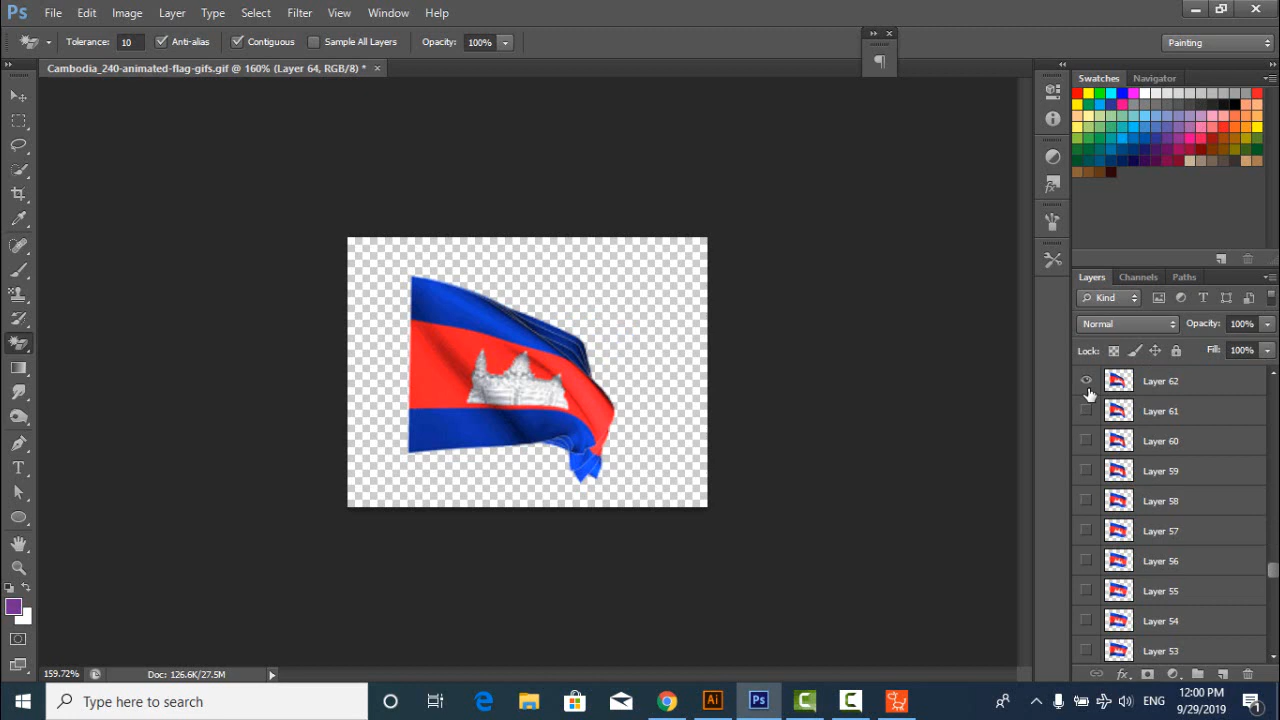 Ps File Edit Image Layer Type Select Filter View Window Help
Tolerance: 10 Anti-alias Contiguous Sample All Layers Opacity: 100% Painting
Cambodia_240-animated-flag-gifs.gif @ 160% (Layer 64, RGB/8) * ×
Swatches Navigator
Layers Channels Paths
Kind
Normal Opacity: 100%
Lock: Fill: 100%
Layer 62
Layer 61
Layer 60
Layer 59
Layer 58
Layer 57
Layer 56
Layer 55
Layer 54
Layer 53
159.72% Doc: 126.6K/27.5M
Type here to search
Ai Ps
ENG
12:00 PM
9/29/2019
1